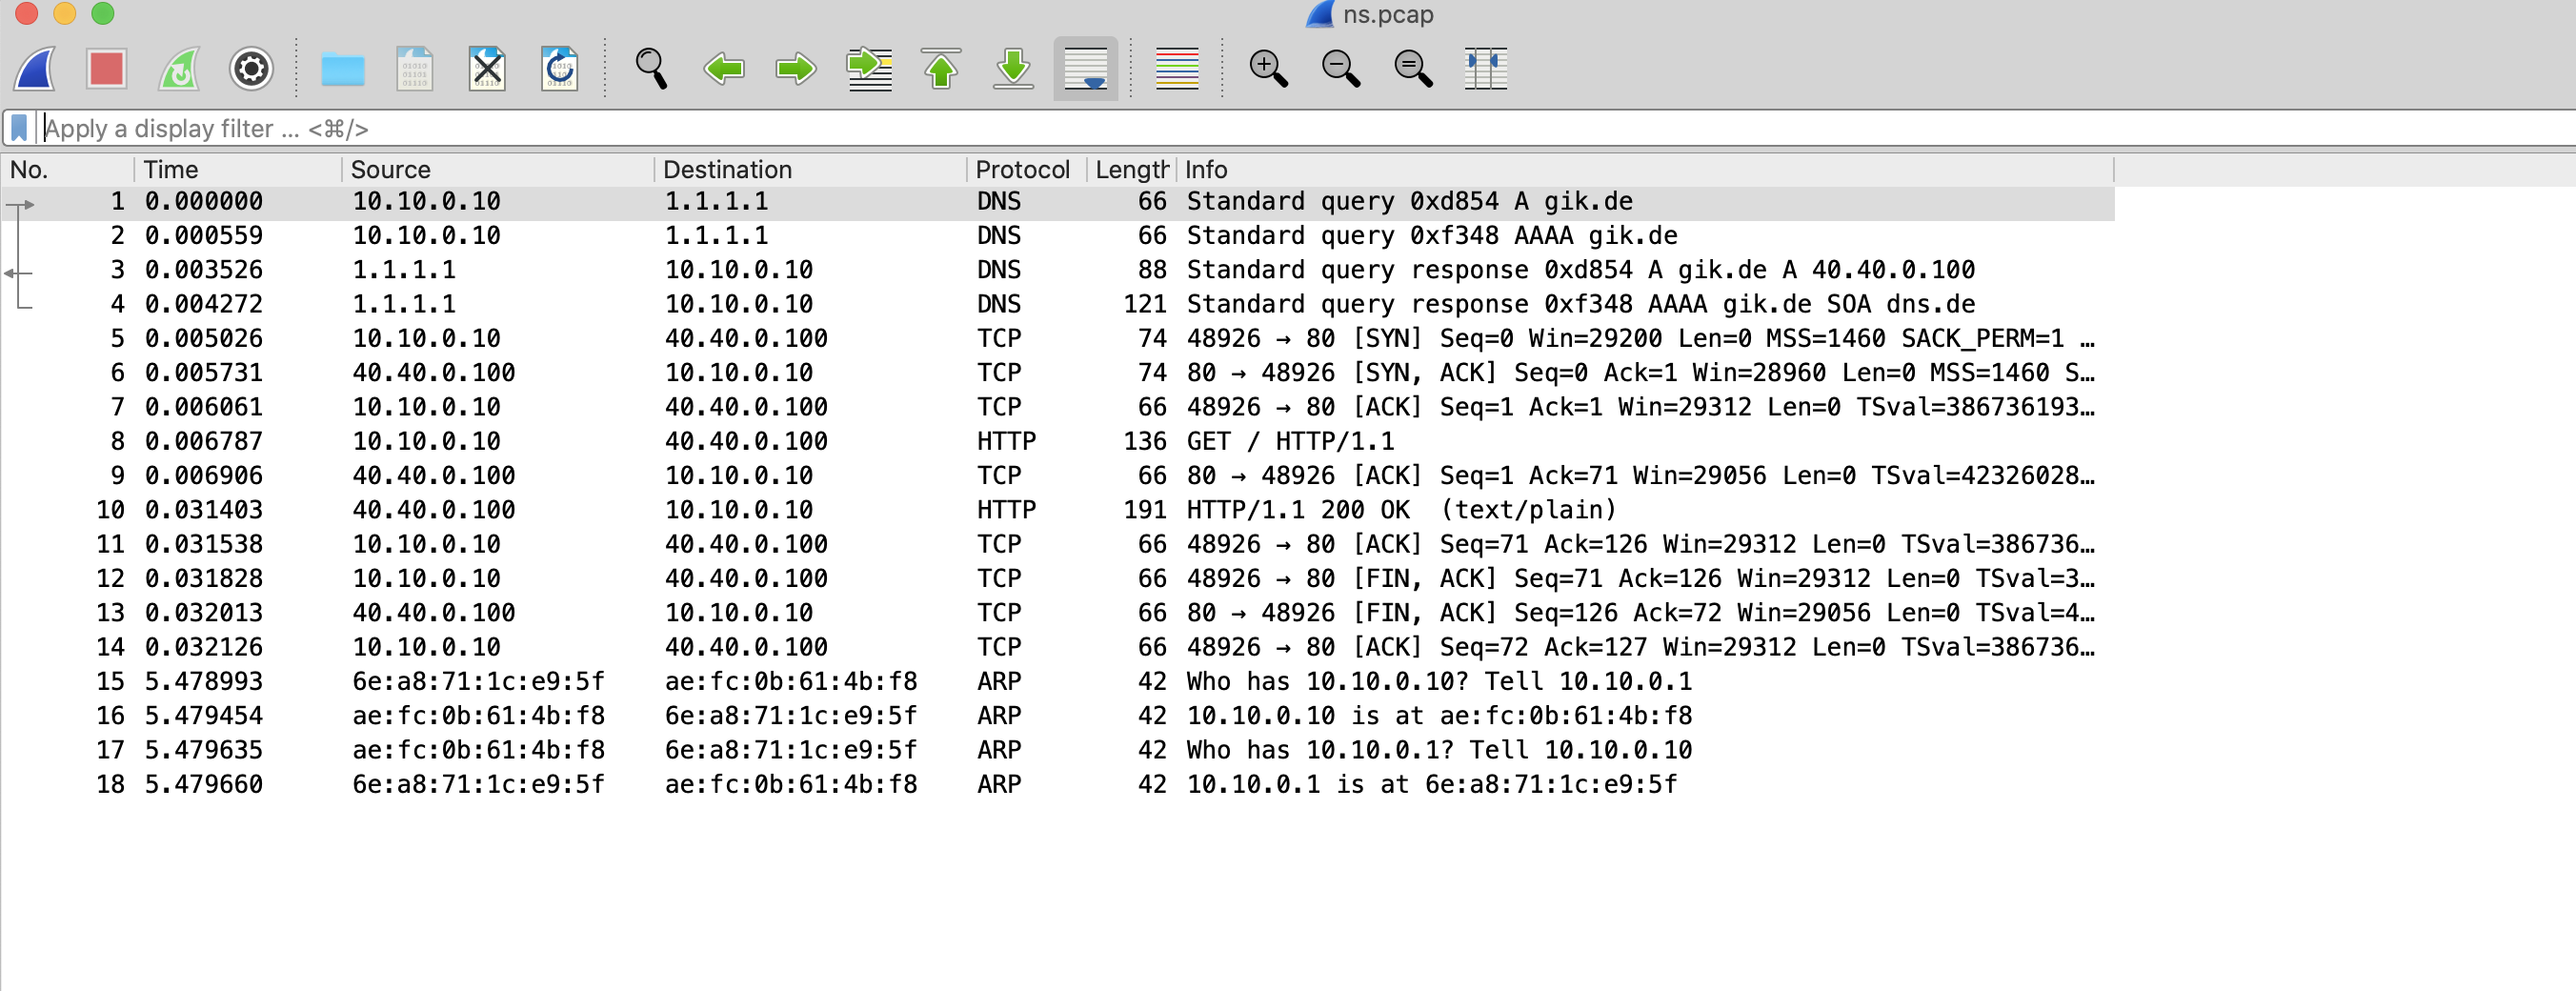 ns.pcap
Apply a display filter ... <⌘/>
No. Time Source Destination Protocol Length Info
1 0.000000 10.10.0.10 1.1.1.1 DNS 66 Standard query 0xd854 A gik.de
2 0.000559 10.10.0.10 1.1.1.1 DNS 66 Standard query 0xf348 AAAA gik.de
3 0.003526 1.1.1.1 10.10.0.10 DNS 88 Standard query response 0xd854 A gik.de A 40.40.0.100
4 0.004272 1.1.1.1 10.10.0.10 DNS 121 Standard query response 0xf348 AAAA gik.de SOA dns.de
5 0.005026 10.10.0.10 40.40.0.100 TCP 74 48926 → 80 [SYN] Seq=0 Win=29200 Len=0 MSS=1460 SACK_PERM=1 …
6 0.005731 40.40.0.100 10.10.0.10 TCP 74 80 → 48926 [SYN, ACK] Seq=0 Ack=1 Win=28960 Len=0 MSS=1460 S…
7 0.006061 10.10.0.10 40.40.0.100 TCP 66 48926 → 80 [ACK] Seq=1 Ack=1 Win=29312 Len=0 TSval=386736193…
8 0.006787 10.10.0.10 40.40.0.100 HTTP 136 GET / HTTP/1.1
9 0.006906 40.40.0.100 10.10.0.10 TCP 66 80 → 48926 [ACK] Seq=1 Ack=71 Win=29056 Len=0 TSval=42326028…
10 0.031403 40.40.0.100 10.10.0.10 HTTP 191 HTTP/1.1 200 OK (text/plain)
11 0.031538 10.10.0.10 40.40.0.100 TCP 66 48926 → 80 [ACK] Seq=71 Ack=126 Win=29312 Len=0 TSval=386736…
12 0.031828 10.10.0.10 40.40.0.100 TCP 66 48926 → 80 [FIN, ACK] Seq=71 Ack=126 Win=29312 Len=0 TSval=3…
13 0.032013 40.40.0.100 10.10.0.10 TCP 66 80 → 48926 [FIN, ACK] Seq=126 Ack=72 Win=29056 Len=0 TSval=4…
14 0.032126 10.10.0.10 40.40.0.100 TCP 66 48926 → 80 [ACK] Seq=72 Ack=127 Win=29312 Len=0 TSval=386736…
15 5.478993 6e:a8:71:1c:e9:5f ae:fc:0b:61:4b:f8 ARP 42 Who has 10.10.0.10? Tell 10.10.0.1
16 5.479454 ae:fc:0b:61:4b:f8 6e:a8:71:1c:e9:5f ARP 42 10.10.0.10 is at ae:fc:0b:61:4b:f8
17 5.479635 ae:fc:0b:61:4b:f8 6e:a8:71:1c:e9:5f ARP 42 Who has 10.10.0.1? Tell 10.10.0.10
18 5.479660 6e:a8:71:1c:e9:5f ae:fc:0b:61:4b:f8 ARP 42 10.10.0.1 is at 6e:a8:71:1c:e9:5f